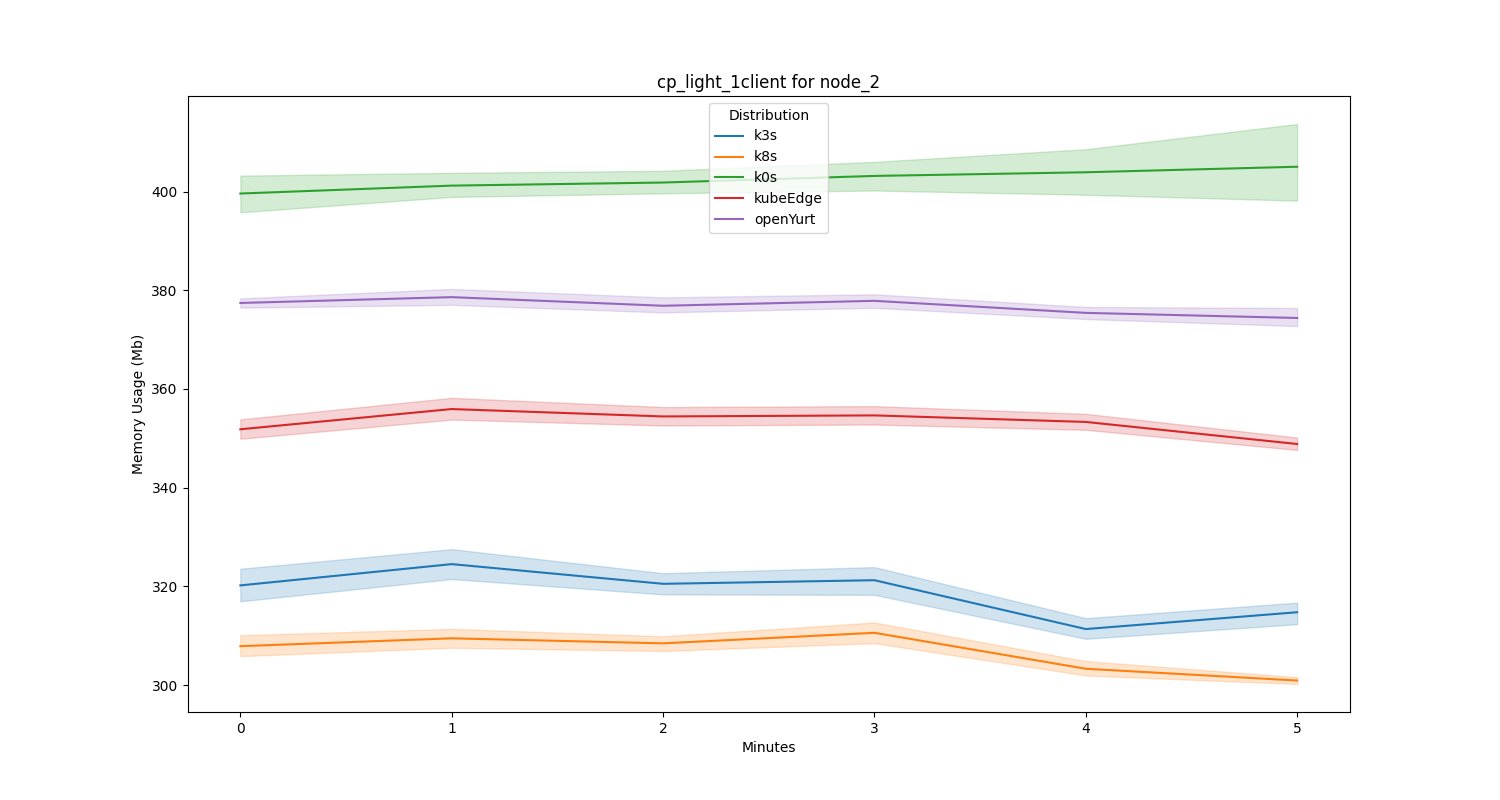 cp_light_1client for node_2
Distribution
k3s
k8s
k0s
kubeEdge
openYurt
Memory Usage (Mb)
400
380
360
340
320
300
0 1 2 3 4 5
Minutes